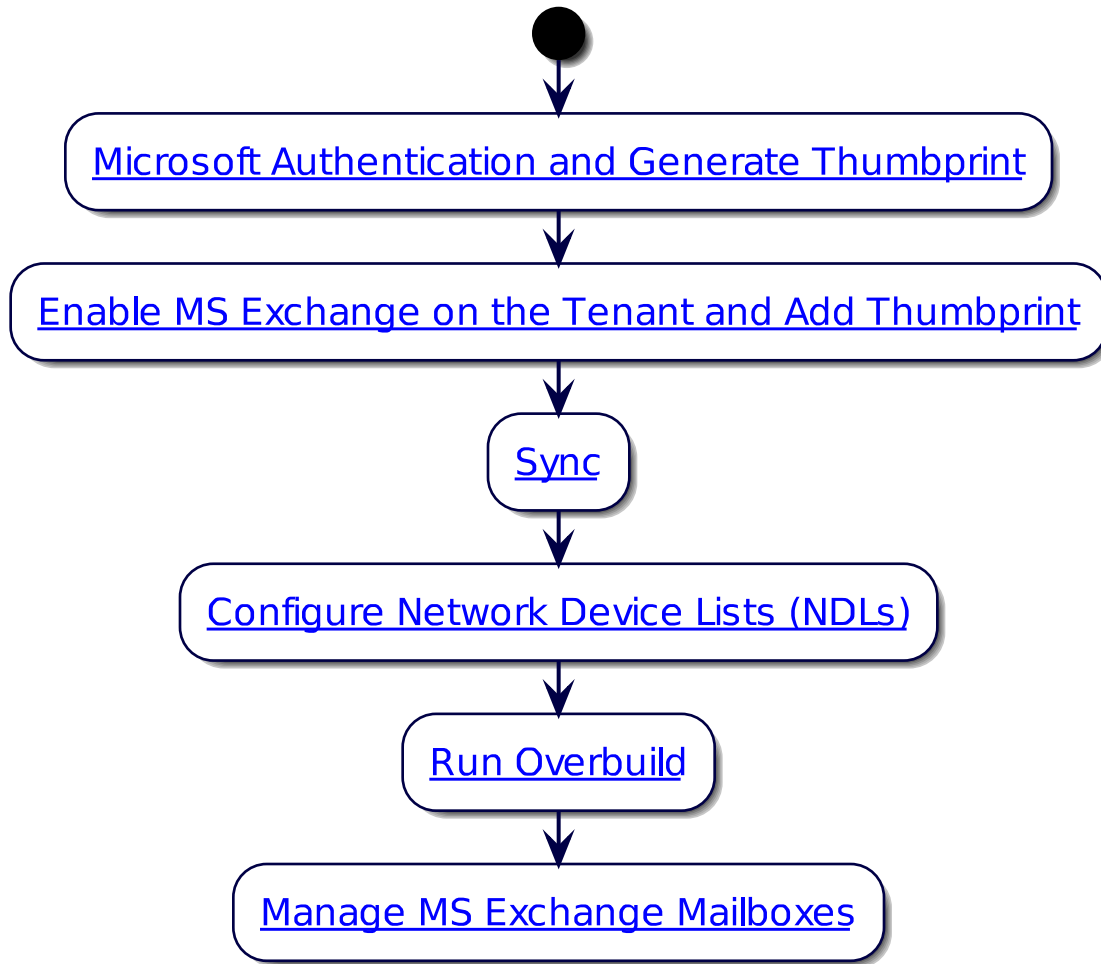 Microsoft Authentication and Generate Thumbprint
Enable MS Exchange on the Tenant and Add Thumbprint
Sync
Configure Network Device Lists (NDLs)
Run Overbuild
Manage MS Exchange Mailboxes